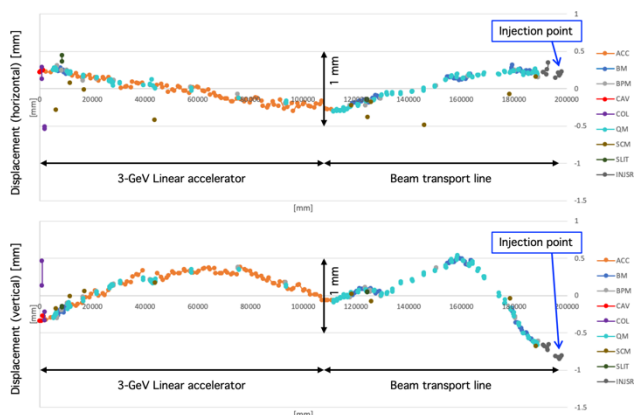 1
Injection point
Displacement (horizontal) [mm]
0.5
1 mm
[mm]
0
20000
40000
60000
80000
100000
120000
140000
160000
180000
200000
0
-0.5
-1
-1.5
3-GeV Linear accelerator
Beam transport line
[mm]
ACC
BM
BPM
CAV
COL
QM
SCM
SLIT
INJSR
1
Injection point
Displacement (vertical) [mm]
0.5
1 mm
[mm]
0
20000
40000
60000
80000
100000
120000
140000
160000
180000
200000
0
-0.5
-1
-1.5
3-GeV Linear accelerator
Beam transport line
[mm]
ACC
BM
BPM
CAV
COL
QM
SCM
SLIT
INJSR